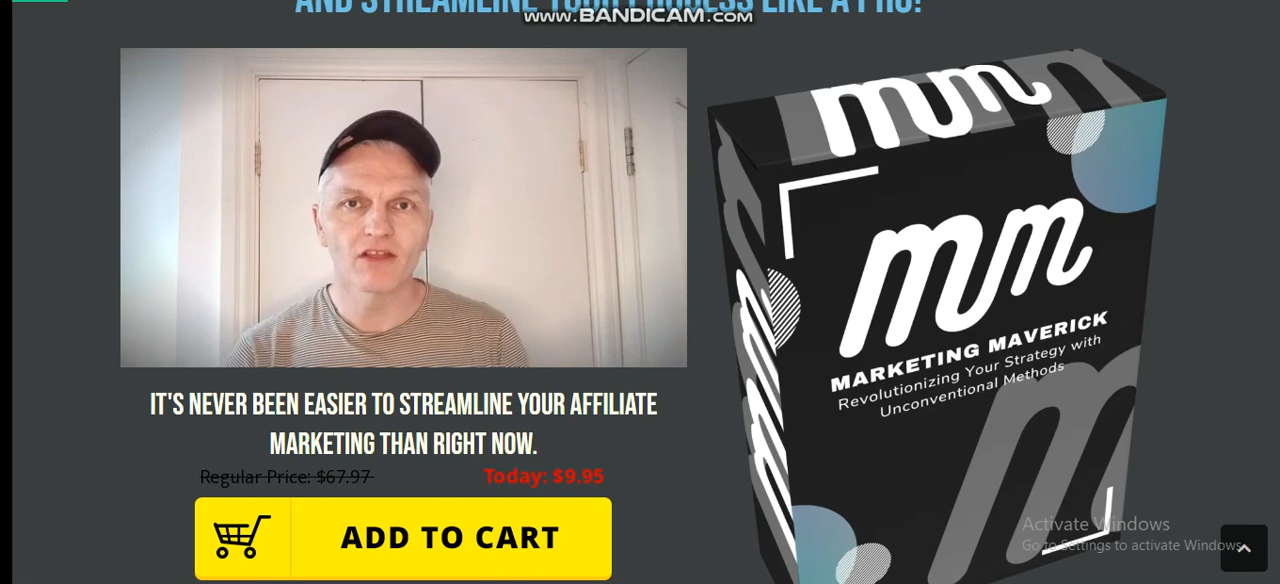 AND STREAMLINE YOUR PROCESS LIKE A PRO!
www.BANDICAM.com
mm
mm
MARKETING MAVERICK
Revolutionizing Your Strategy with
Unconventional Methods
IT'S NEVER BEEN EASIER TO STREAMLINE YOUR AFFILIATE
MARKETING THAN RIGHT NOW.
Regular Price: $67.97 Today: $9.95
ADD TO CART
Activate Windows
Go to Settings to activate Windows.